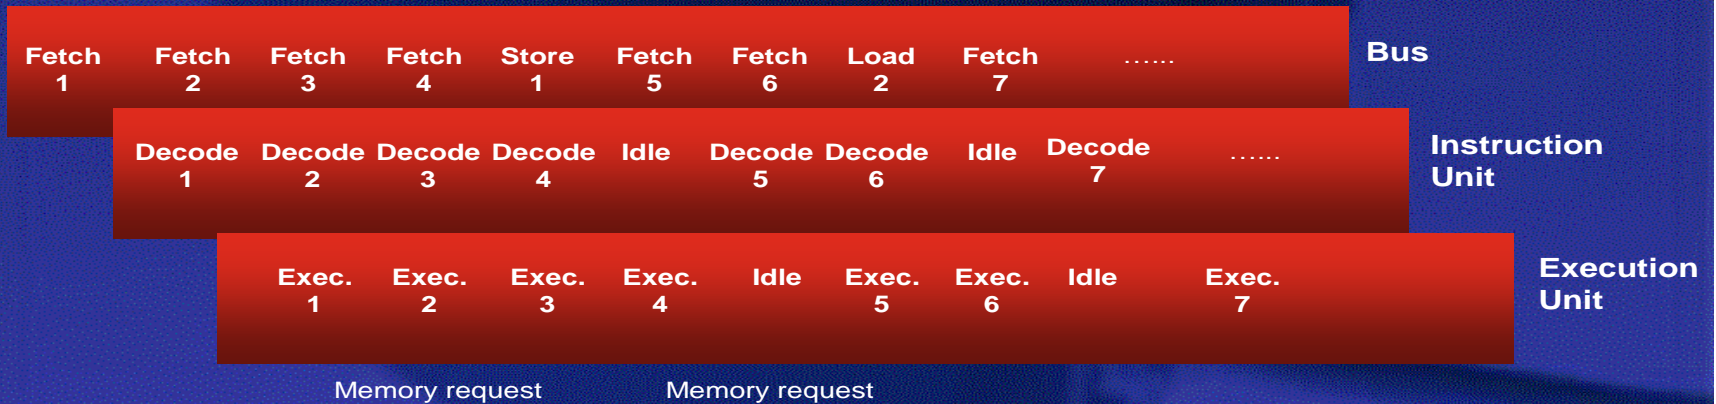 Fetch Fetch Fetch Fetch Store Fetch Fetch Load Fetch ......
1 2 3 4 1 5 6 2 7
Bus
Decode Decode Decode Decode Idle Decode Decode Idle Decode ......
1 2 3 4 5 6 7
Instruction
Unit
Exec. Exec. Exec. Exec. Idle Exec. Exec. Idle Exec.
1 2 3 4 5 6 7
Execution
Unit
Memory request Memory request